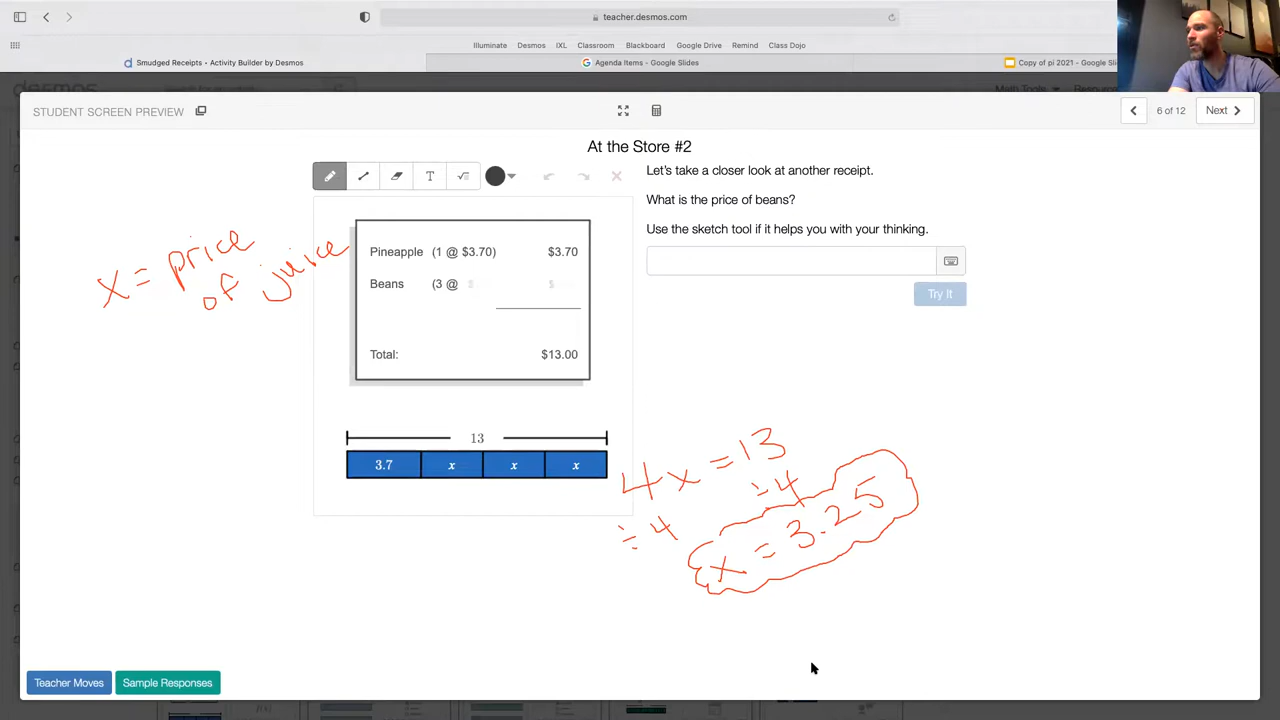 teacher.desmos.com
Illuminate Desmos IXL Classroom Blackboard Google Drive Remind Class Dojo
Smudged Receipts • Activity Builder by Desmos
Agenda Items - Google Slides
Copy of pi 2021 - Google Sli
desmos
Math Tools
STUDENT SCREEN PREVIEW
6 of 12
Next
At the Store #2
Let's take a closer look at another receipt.
What is the price of beans?
Use the sketch tool if it helps you with your thinking.
Try It
T
x = price
of juice
Pineapple (1 @ $3.70) $3.70
Beans (3 @ $ $
Total: $13.00
13
3.7 x x x
4x = 13
÷4 ÷4
x = 3.25
Teacher Moves
Sample Responses